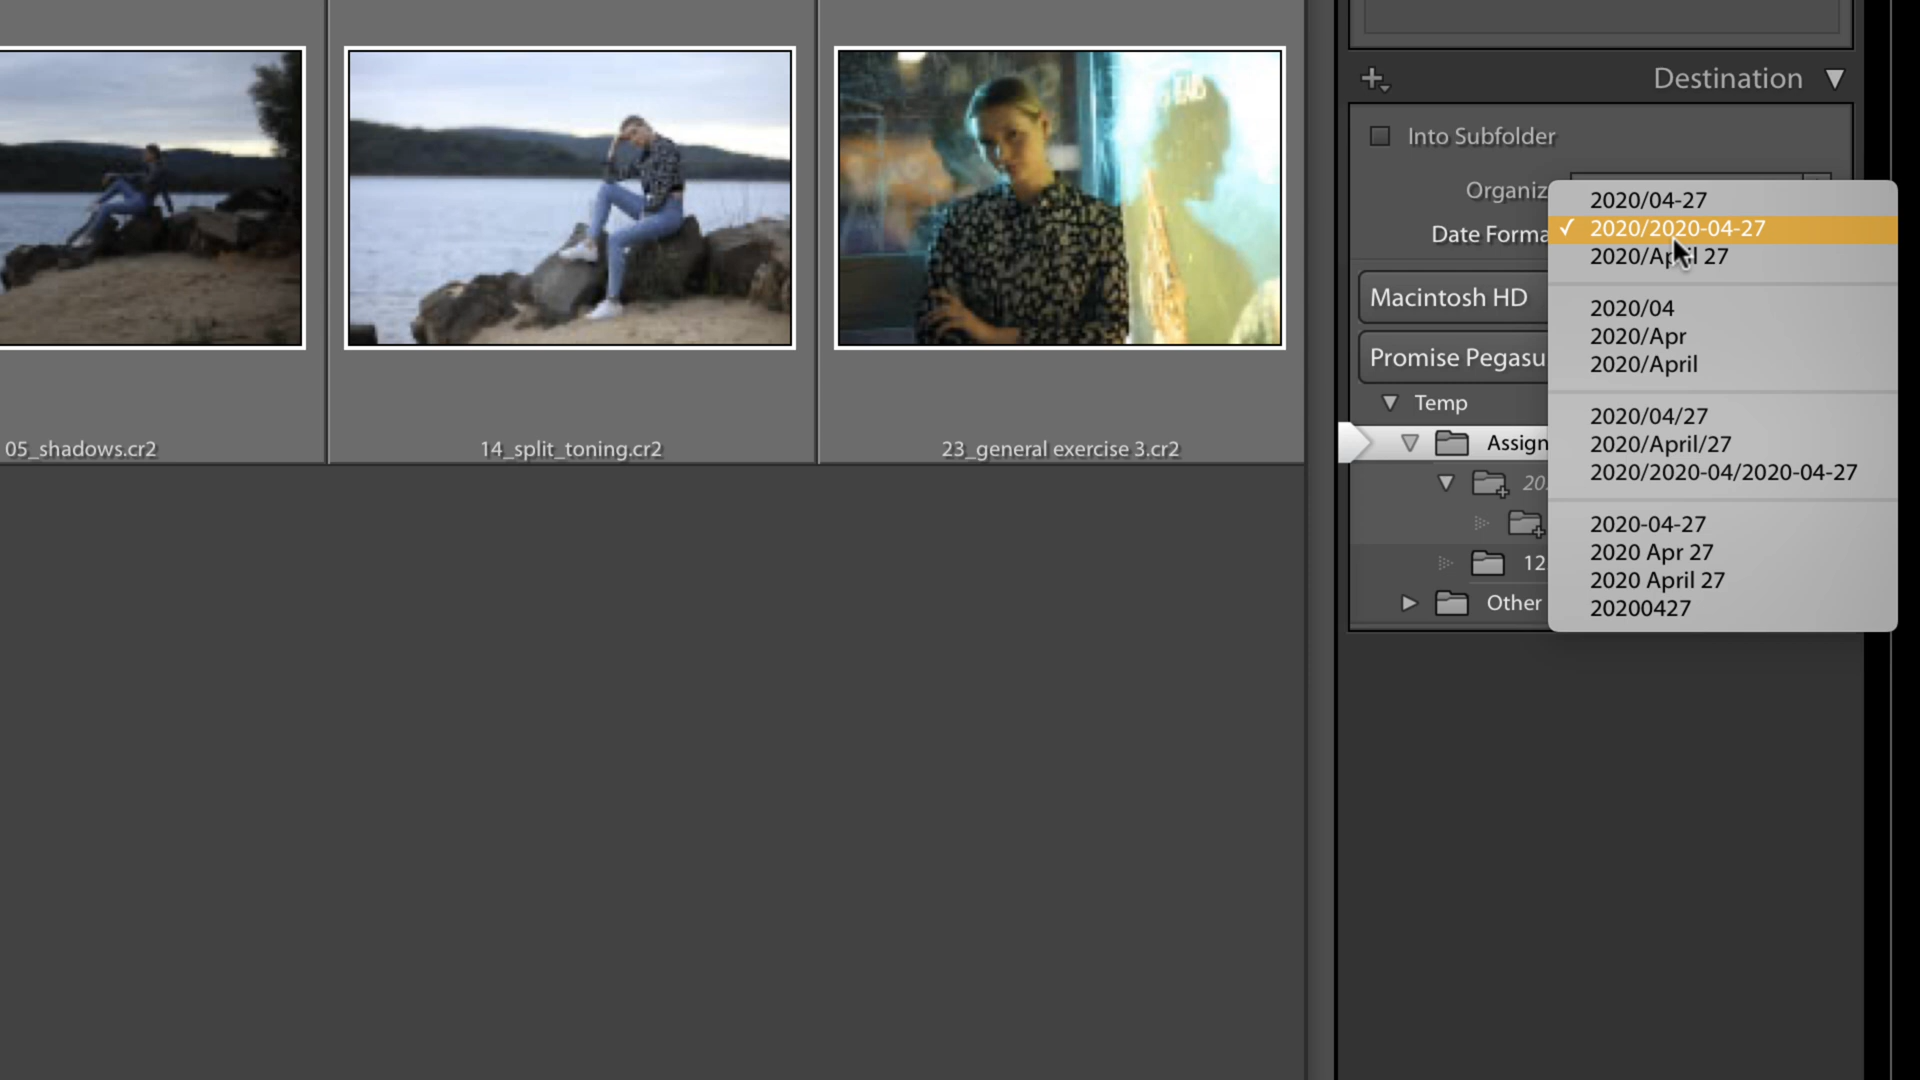 05_shadows.cr2
14_split_toning.cr2
23_general exercise 3.cr2
Destination
Into Subfolder
Organiz
Date Forma
2020/04-27
✓ 2020/2020-04-27
2020/April 27
2020/04
2020/Apr
2020/April
2020/04/27
2020/April/27
2020/2020-04/2020-04-27
2020-04-27
2020 Apr 27
2020 April 27
20200427
Macintosh HD
Promise Pegasu
Temp
Assign
20
12
Other